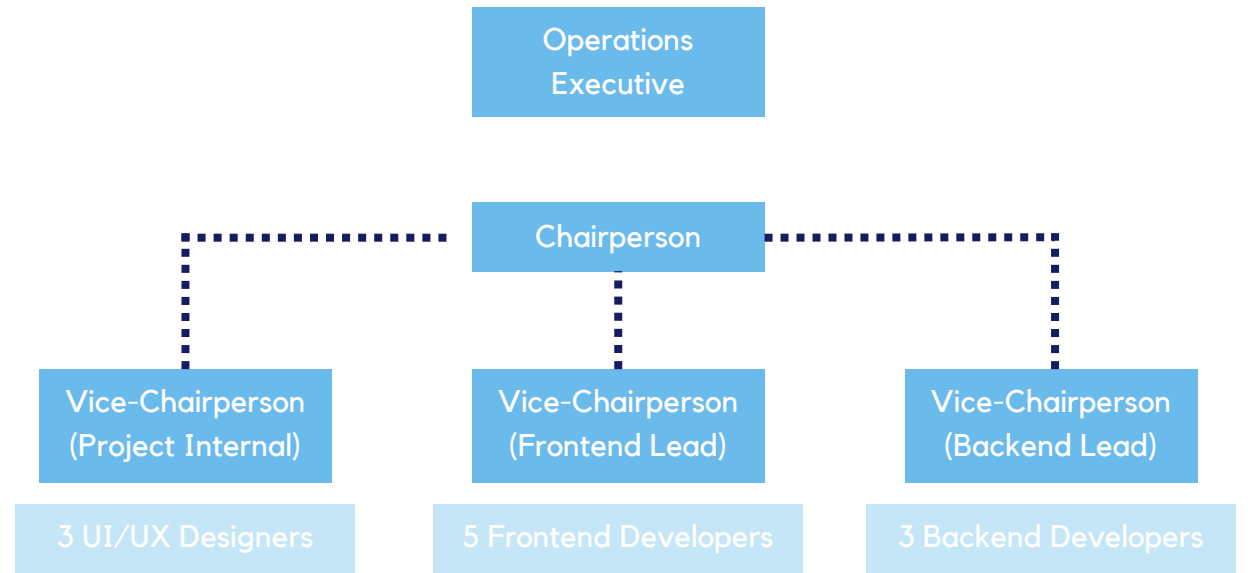 Operations
Executive
Chairperson
Vice-Chairperson
(Project Internal)
Vice-Chairperson
(Frontend Lead)
Vice-Chairperson
(Backend Lead)
3 UI/UX Designers
5 Frontend Developers
3 Backend Developers